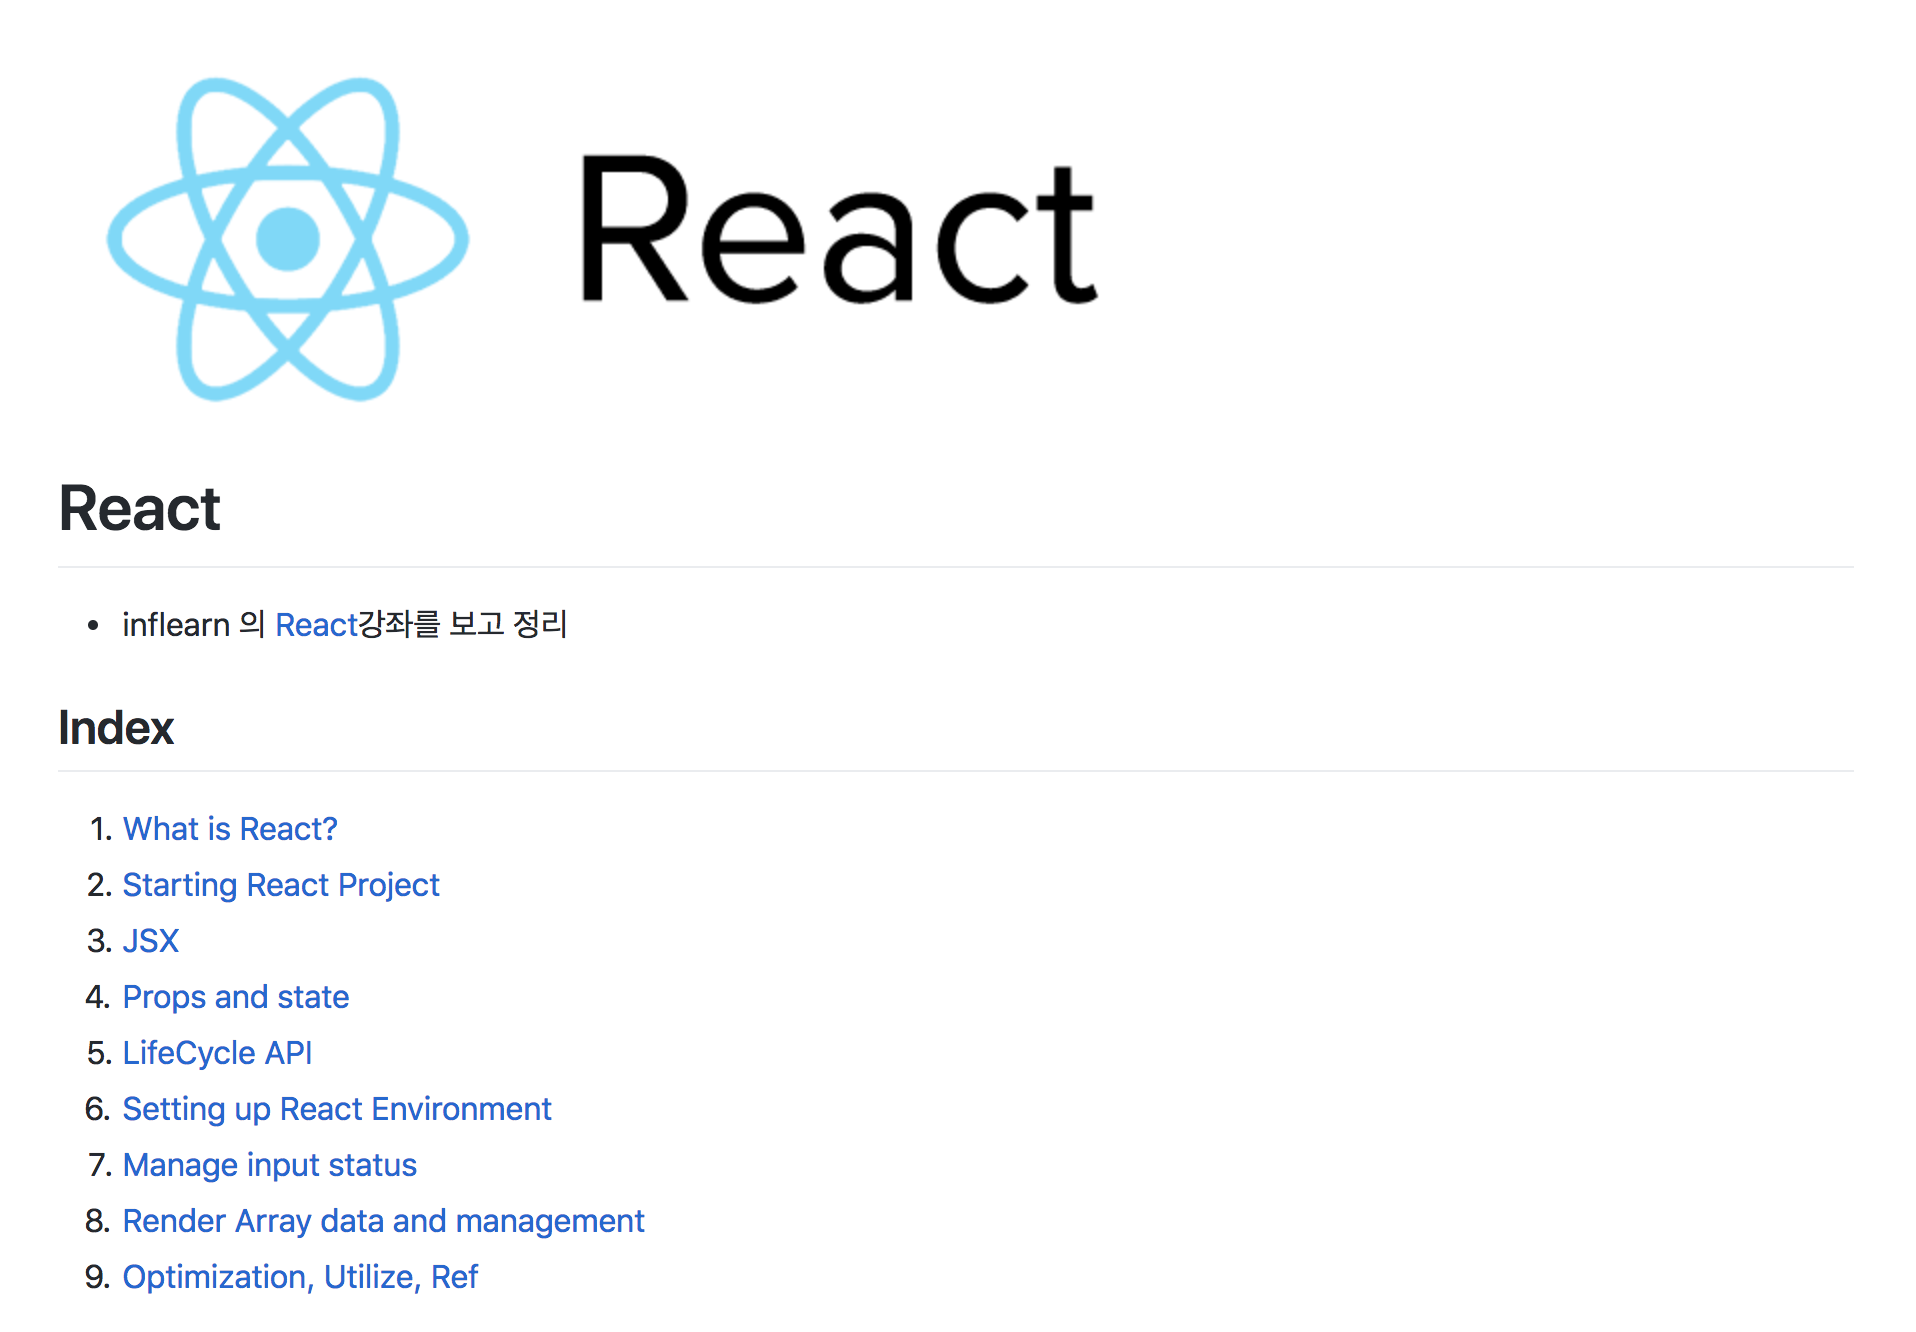 React
React
• inflearn 의 React강좌를 보고 정리
Index
1. What is React?
2. Starting React Project
3. JSX
4. Props and state
5. LifeCycle API
6. Setting up React Environment
7. Manage input status
8. Render Array data and management
9. Optimization, Utilize, Ref